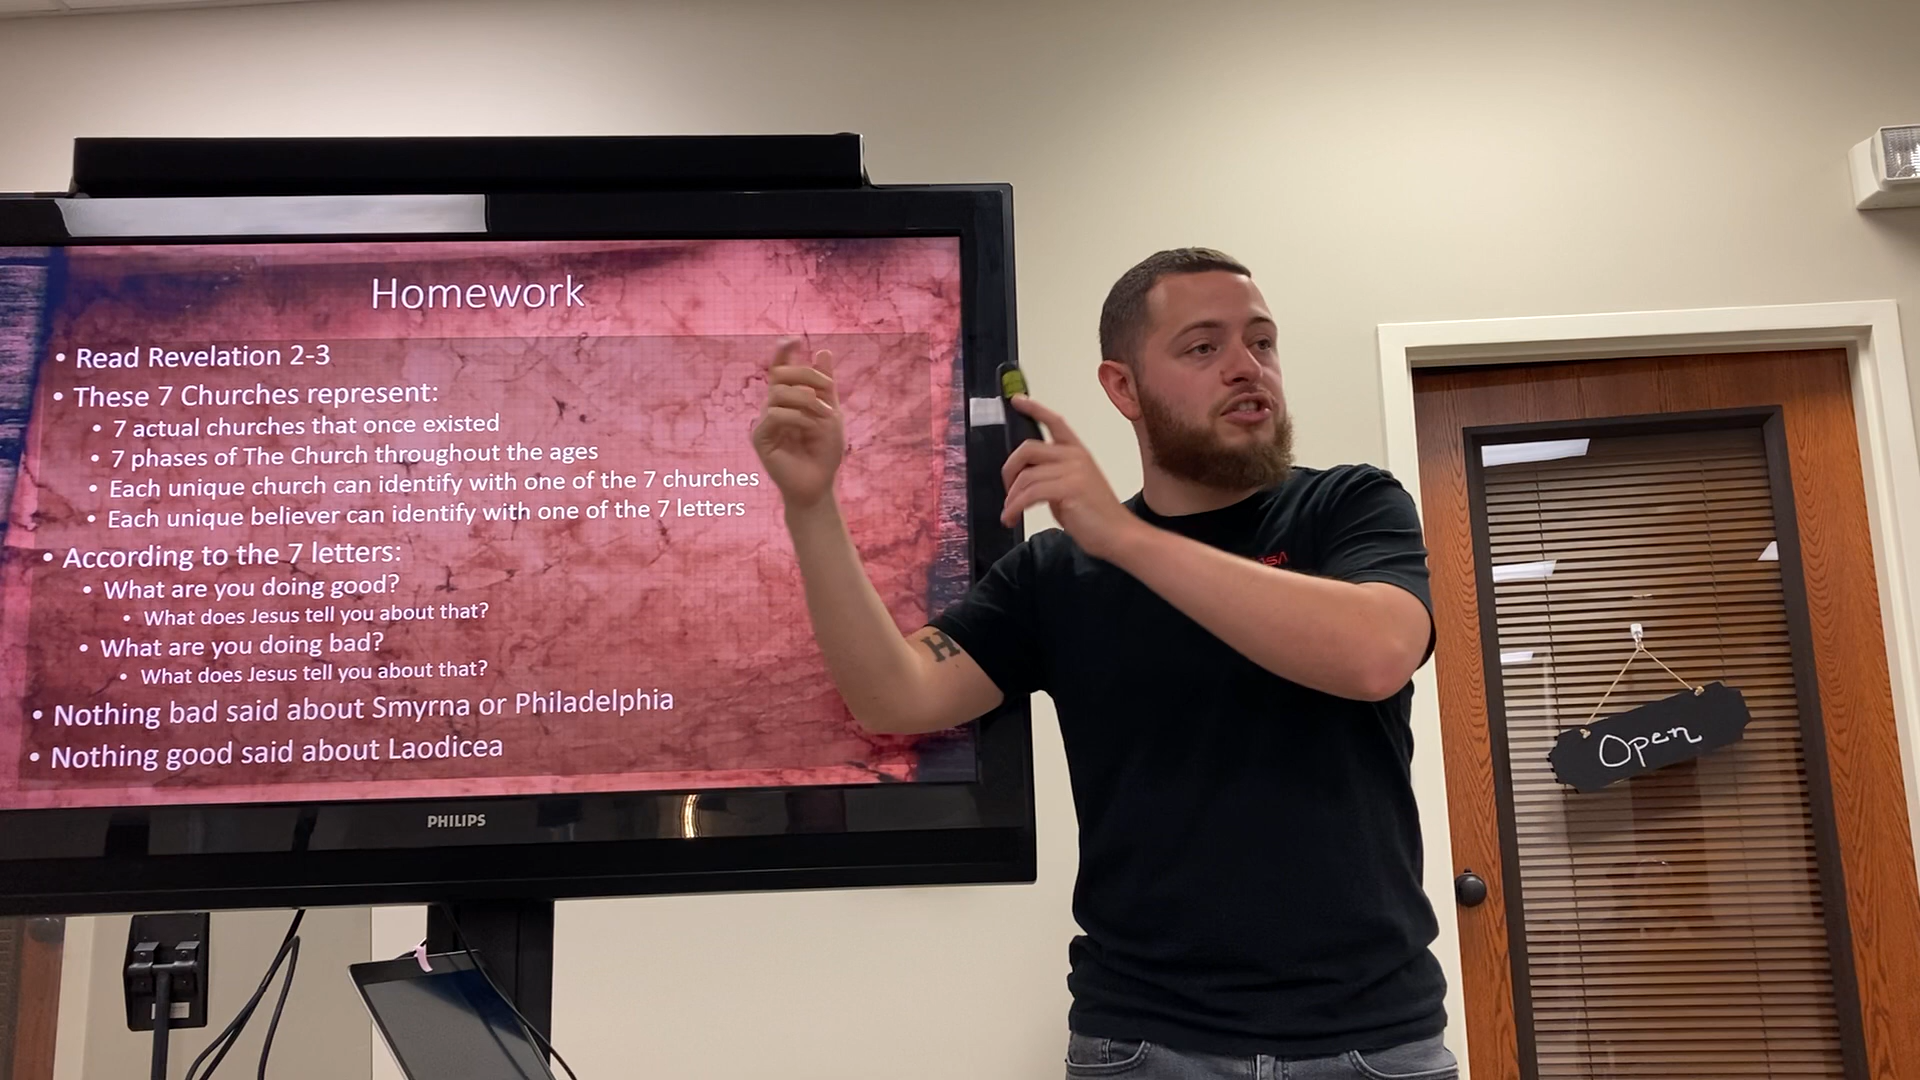 Homework
• Read Revelation 2-3
• These 7 Churches represent:
• 7 actual churches that once existed
• 7 phases of The Church throughout the ages
• Each unique church can identify with one of the 7 churches
• Each unique believer can identify with one of the 7 letters
• According to the 7 letters:
• What are you doing good?
• What does Jesus tell you about that?
• What are you doing bad?
• What does Jesus tell you about that?
• Nothing bad said about Smyrna or Philadelphia
• Nothing good said about Laodicea
PHILIPS
H
Open